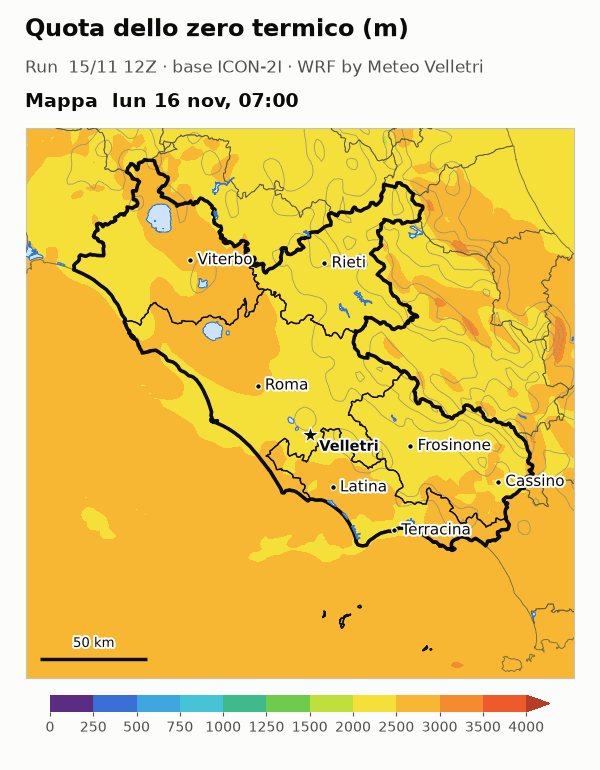 Quota dello zero termico (m)
Run  15/11 12Z · base ICON-2I · WRF by Meteo Velletri
Mappa  lun 16 nov, 07:00
Viterbo
Rieti
Roma
Velletri
Frosinone
Latina
Cassino
Terracina
50 km
0 250 500 750 1000 1250 1500 2000 2500 3000 3500 4000